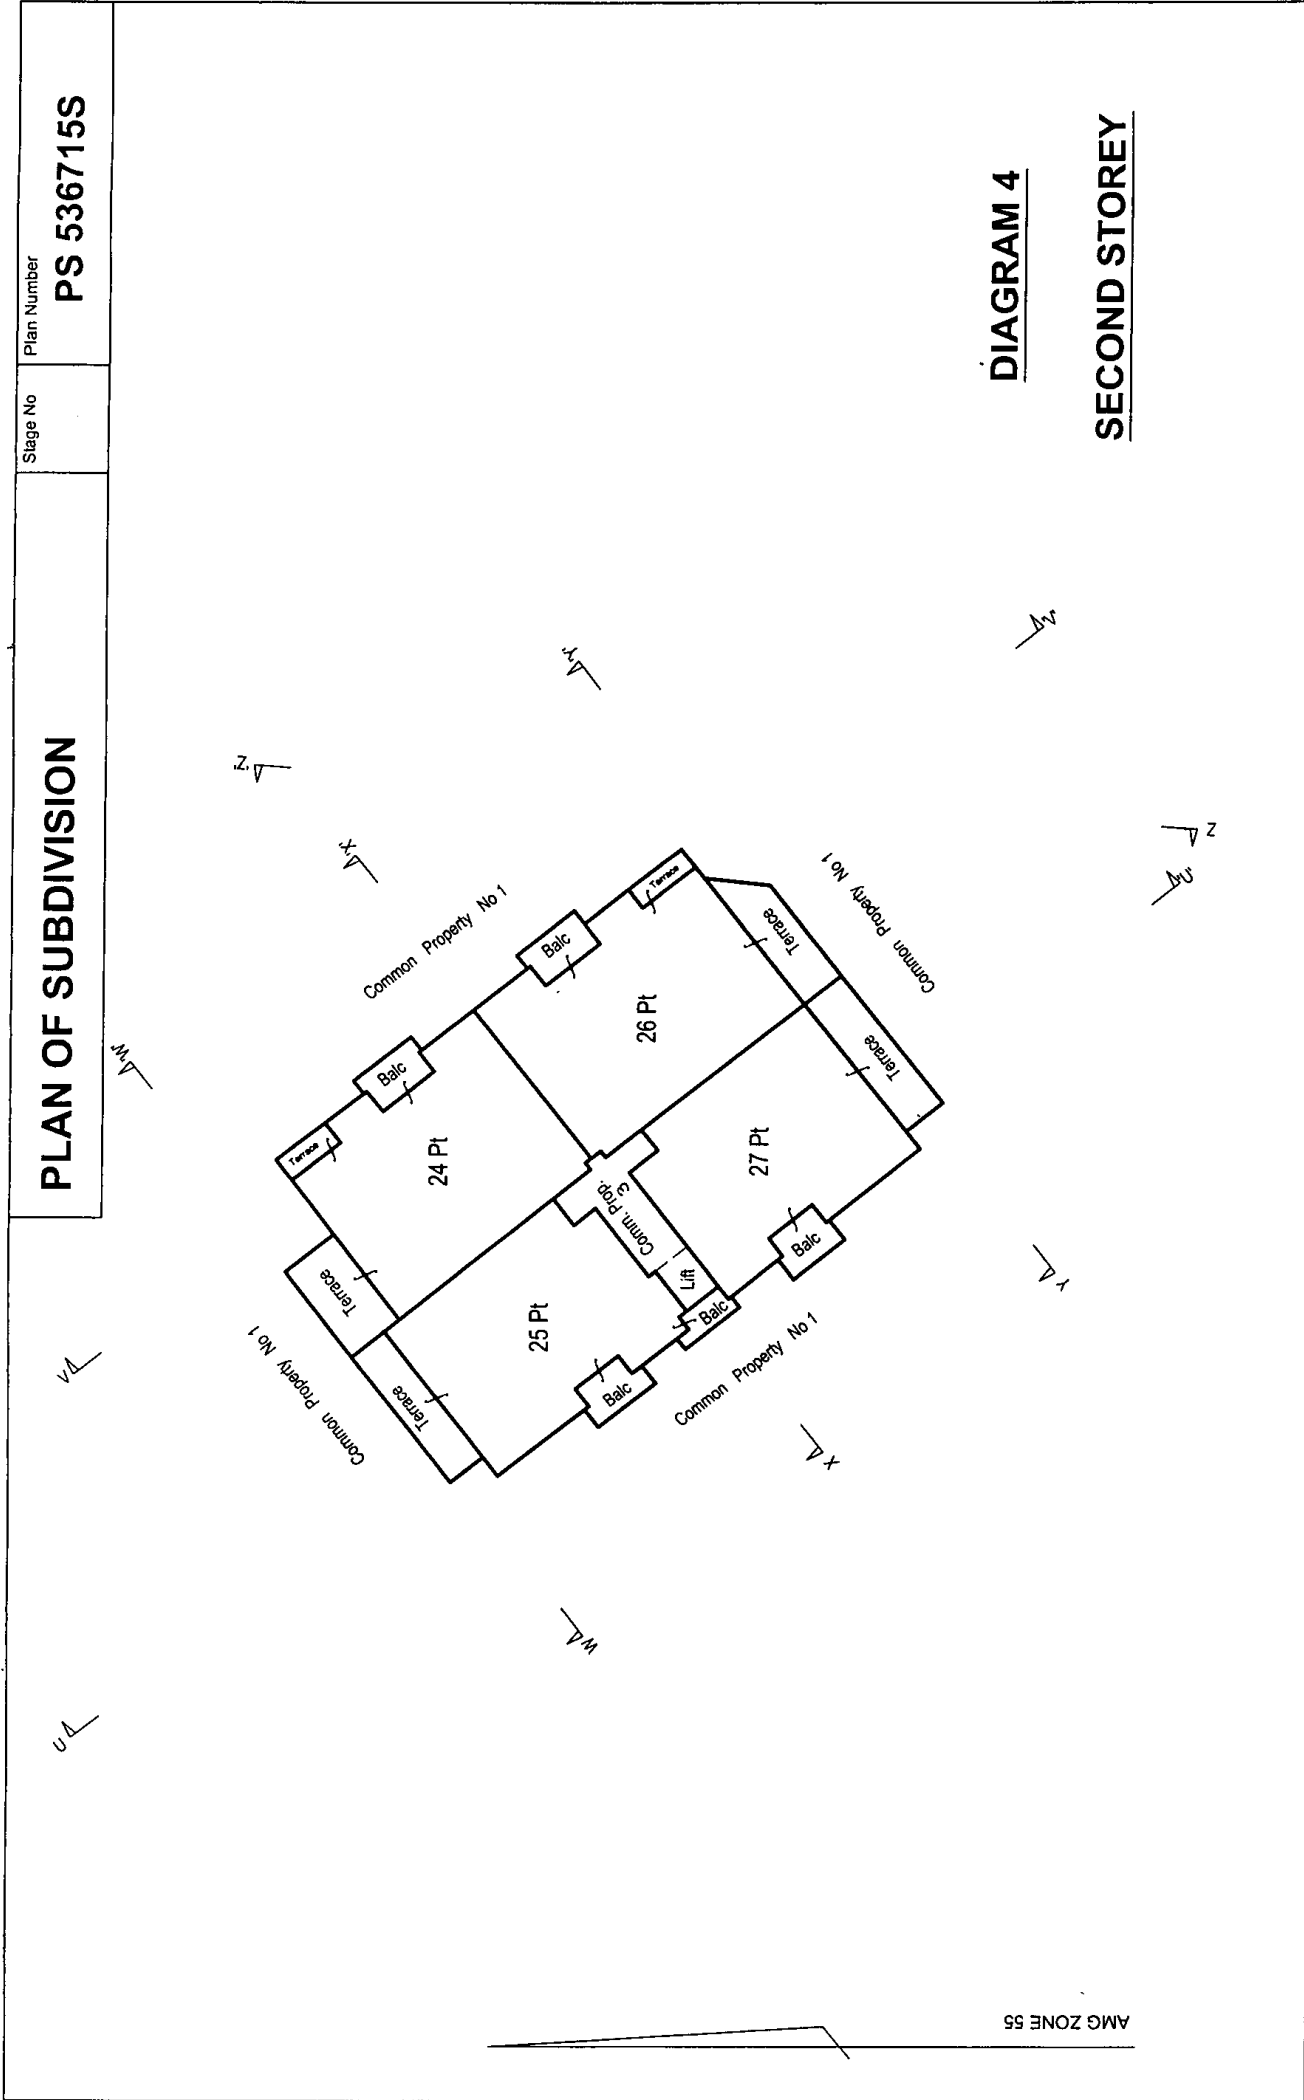 PLAN OF SUBDIVISION
Stage No
Plan Number
PS 536715S
U
V
'W'
'Z'
'X'
'Y'
Common Property No 1
Common Property No 1
Terrace
Terrace
Terrace
Balc
Balc
Terrace
24 Pt
25 Pt
26 Pt
27 Pt
Comm. Prop.
3
Lift
Balc
Balc
Balc
Terrace
Terrace
Common Property No 1
Common Property No 1
W
X
Y
Z
'U'
'V'
DIAGRAM 4
SECOND STOREY
AMG ZONE 55